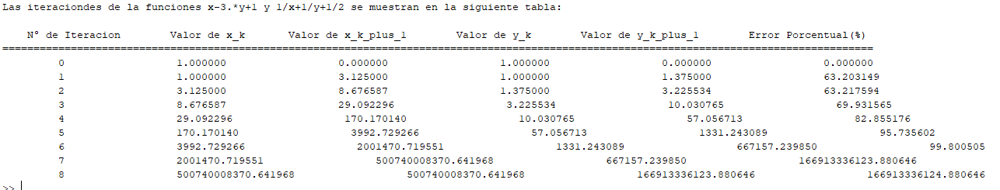 Las iteraciondes de la funciones x-3.*y+1 y 1/x+1/y+1/2 se muestran en la siguiente tabla:
N° de Iteracion Valor de x_k Valor de x_k_plus_1 Valor de y_k Valor de y_k_plus_1 Error Porcentual(%)
================================================================================
0 1.000000 0.000000 1.000000 0.000000 0.000000
1 1.000000 3.125000 1.000000 1.375000 63.203149
2 3.125000 8.676587 1.375000 3.225534 63.217594
3 8.676587 29.092296 3.225534 10.030765 69.931565
4 29.092296 170.170140 10.030765 57.056713 82.855176
5 170.170140 3992.729266 57.056713 1331.243089 95.735602
6 3992.729266 2001470.719551 1331.243089 667157.239850 99.800505
7 2001470.719551 500740008370.641968 667157.239850 166913336123.880646
8 500740008370.641968 500740008370.641968 166913336123.880646 166913336124.880646
>>